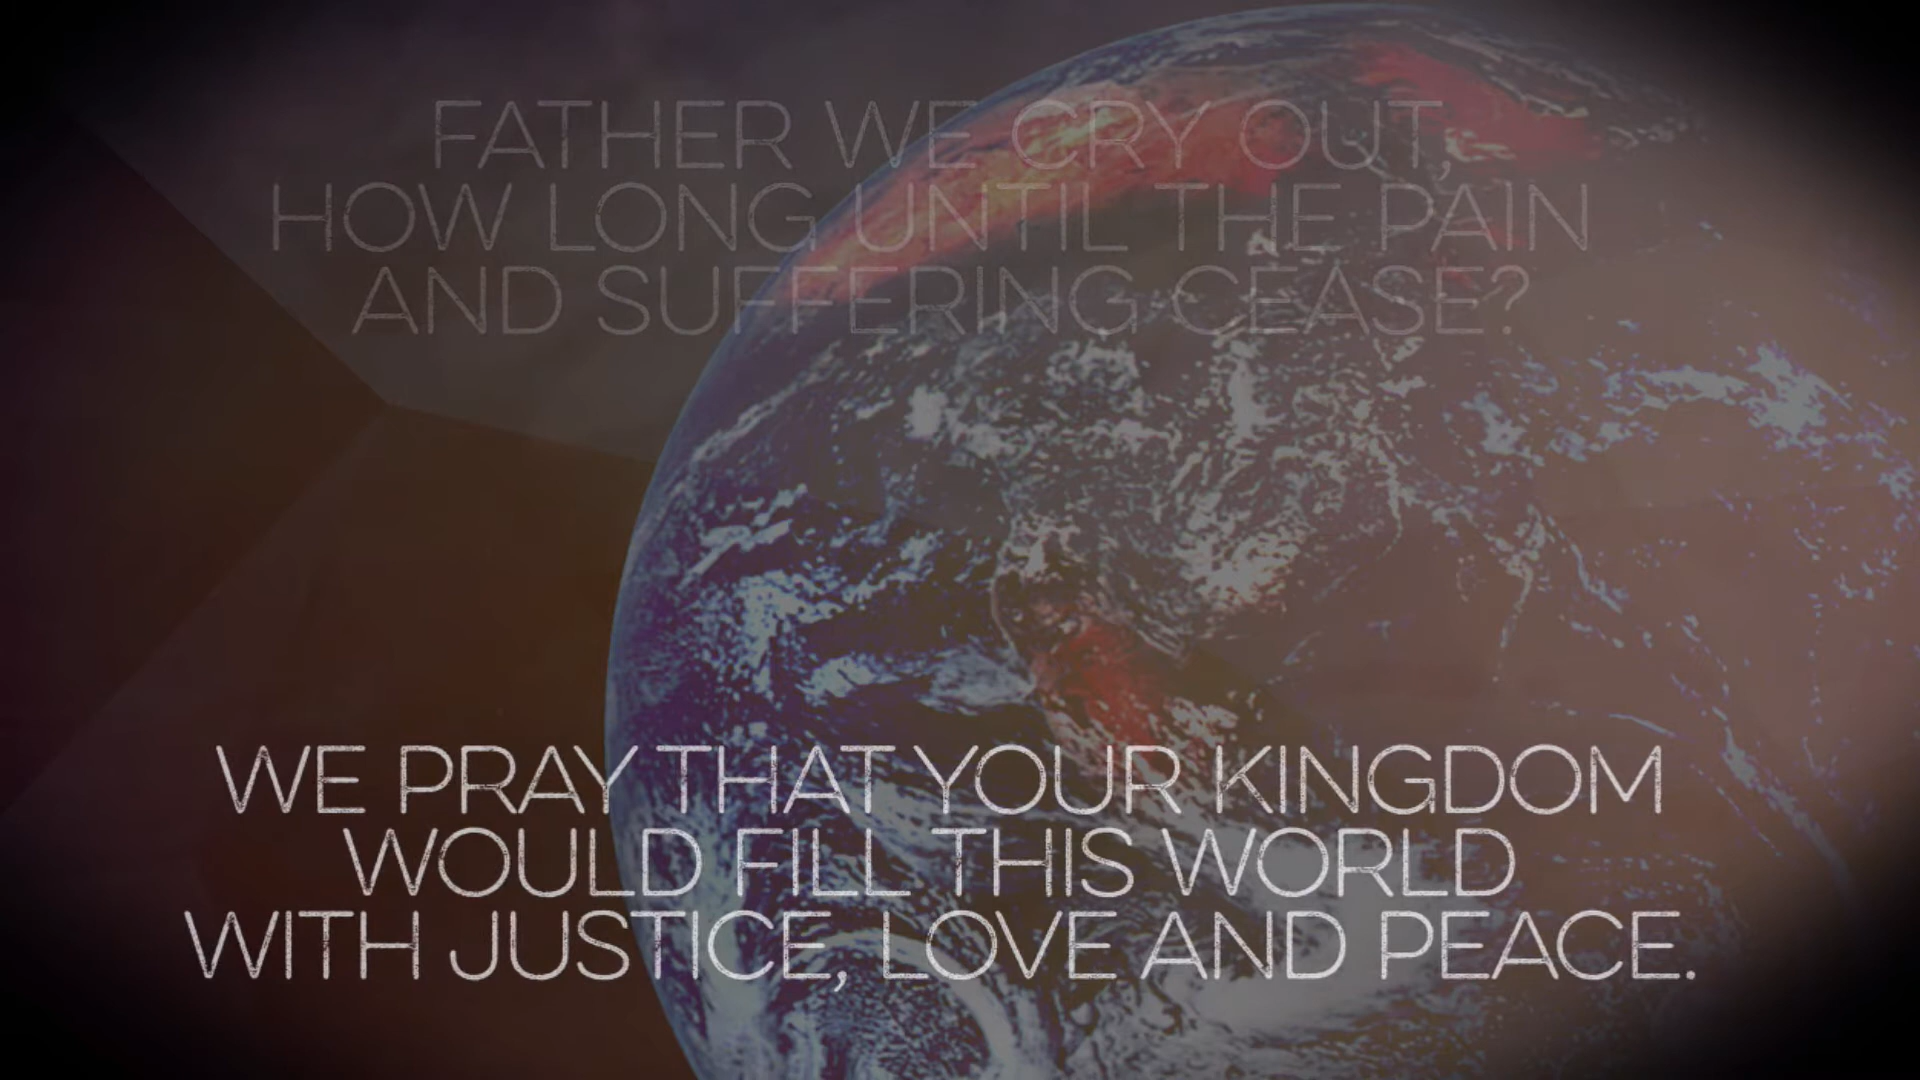 FATHER WE CRY OUT,
HOW LONG UNTIL THE PAIN
AND SUFFERING CEASE?
WE PRAY THAT YOUR KINGDOM
WOULD FILL THIS WORLD
WITH JUSTICE, LOVE AND PEACE.